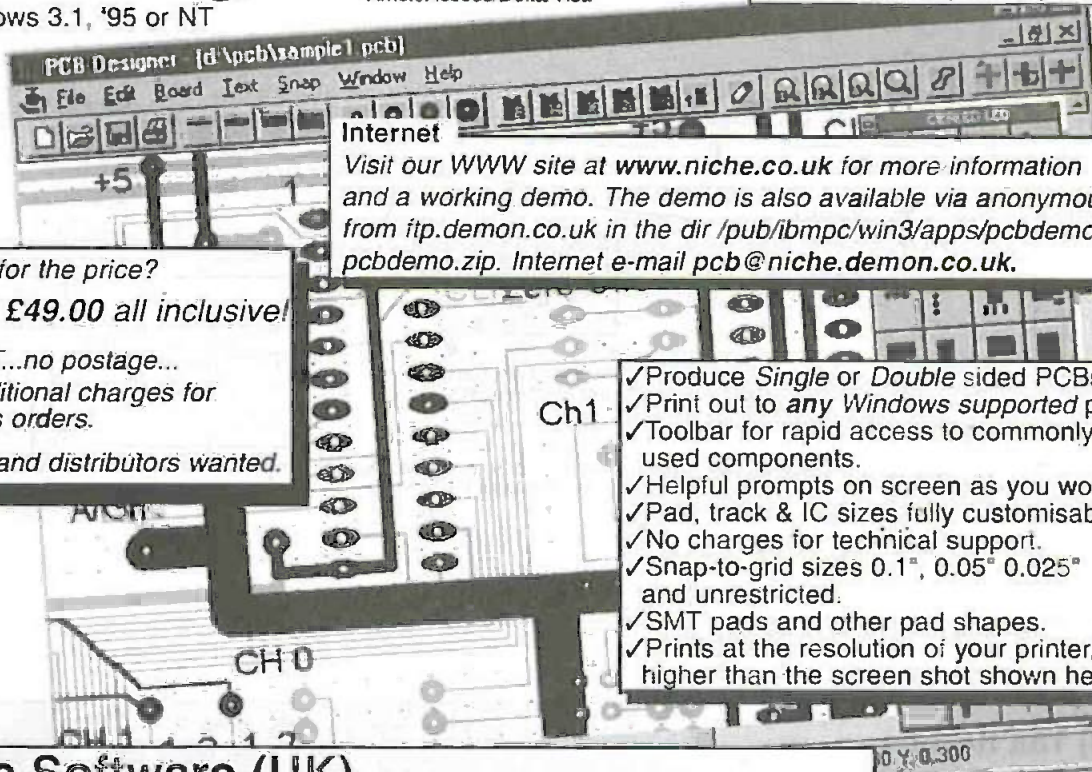 ows 3.1, '95 or NT
PCB Designer - [d:\pcb\sample1.pcb]
File Edit Board Text Snap Window Help
Internet
Visit our WWW site at www.niche.co.uk for more information
and a working demo. The demo is also available via anonymou
from ftp.demon.co.uk in the dir /pub/ibmpc/win3/apps/pcbdemo
pcbdemo.zip. Internet e-mail pcb@niche.demon.co.uk.
+5
1
for the price?
£49.00 all inclusive!
...no postage...
itional charges for
s orders.
and distributors wanted.
Ch1
✓Produce Single or Double sided PCBs
✓Print out to any Windows supported p
✓Toolbar for rapid access to commonly
used components.
✓Helpful prompts on screen as you wo
✓Pad, track & IC sizes fully customisab
✓No charges for technical support.
✓Snap-to-grid sizes 0.1", 0.05" 0.025"
and unrestricted.
✓SMT pads and other pad shapes.
✓Prints at the resolution of your printer,
higher than the screen shot shown he
CH 0
CH 1
Software (UK)
0 Y: 0.300